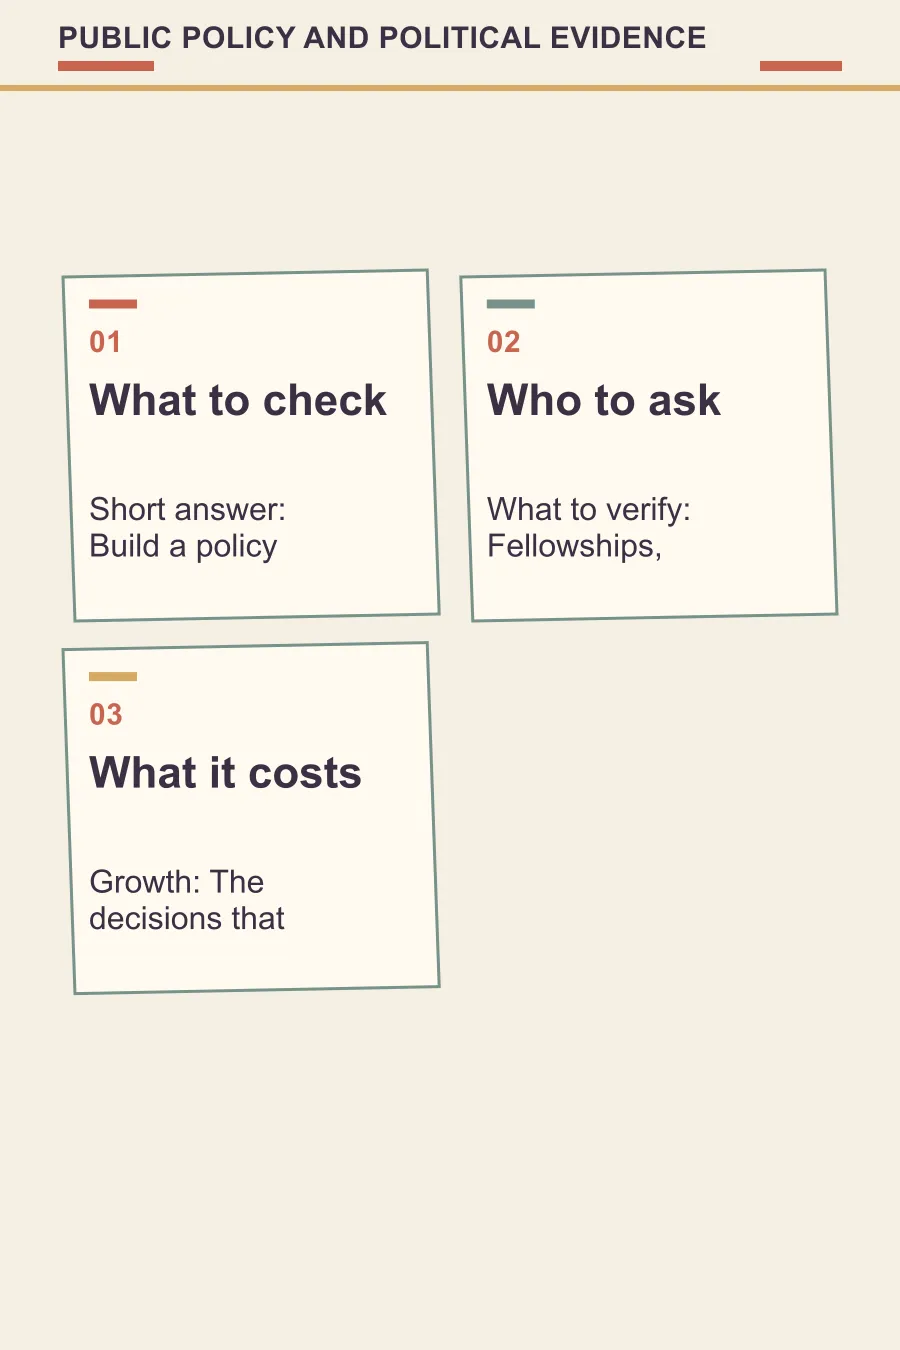 PUBLIC POLICY AND POLITICAL EVIDENCE
01
What to check
Short answer:
Build a policy
02
Who to ask
What to verify:
Fellowships,
03
What it costs
Growth: The
decisions that